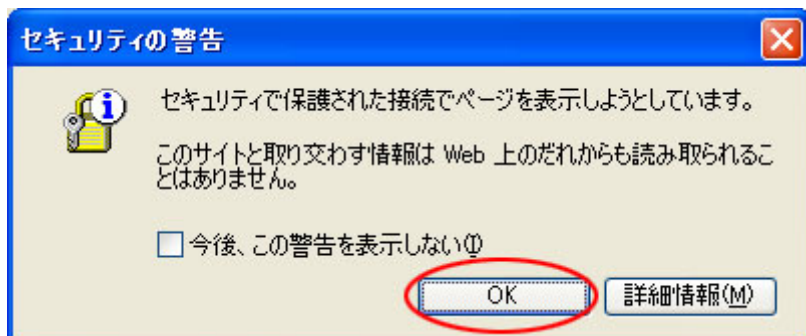 セキュリティの警告
セキュリティで保護された接続でページを表示しようとしています。
このサイトと取り交わす情報は Web 上のだれからも読み取られるこ
とはありません。
今後、この警告を表示しない(I)
OK
詳細情報(M)